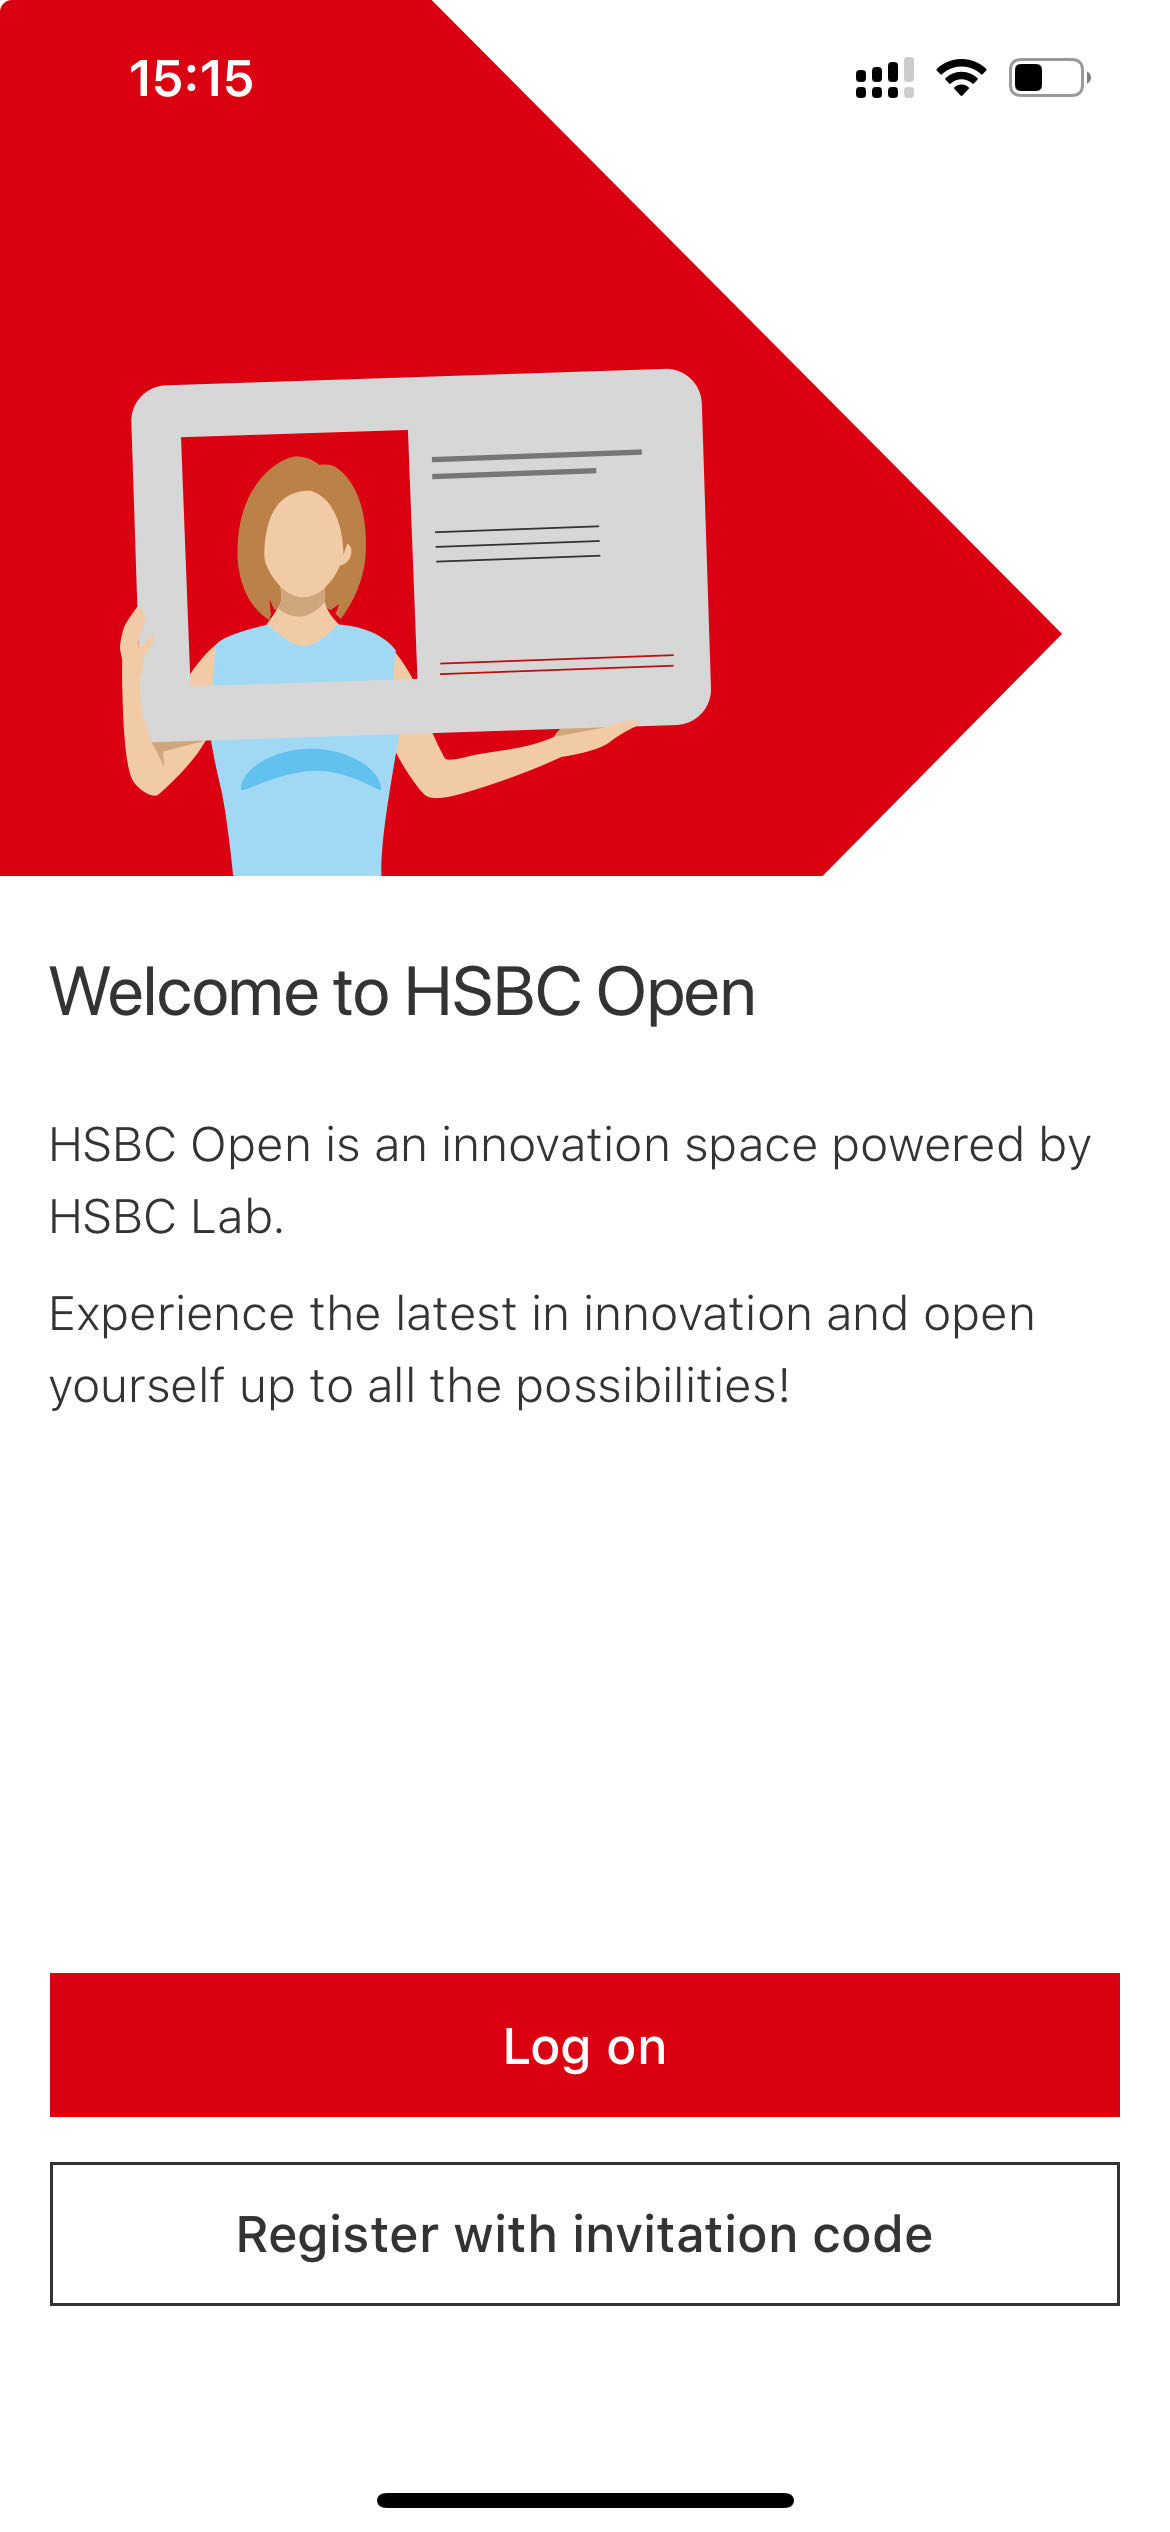 15:15
Welcome to HSBC Open
HSBC Open is an innovation space powered by
HSBC Lab.
Experience the latest in innovation and open
yourself up to all the possibilities!
Log on
Register with invitation code